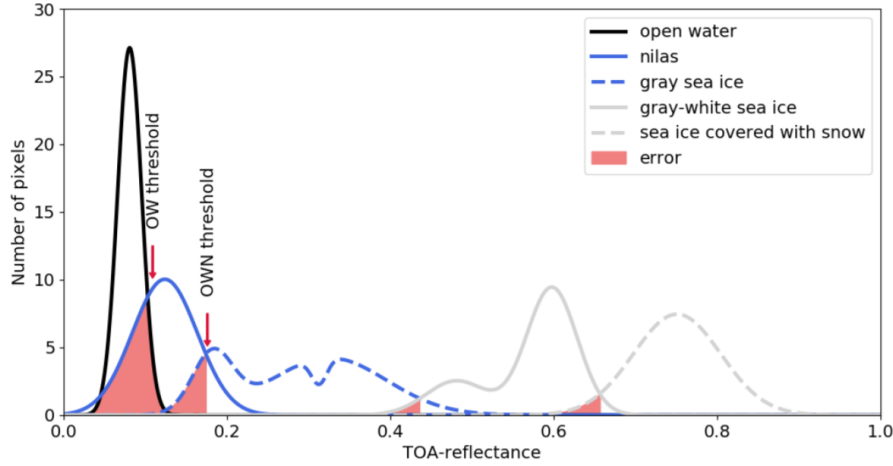 30
25
20
15
10
5
0
Number of pixels
OW threshold
OWN threshold
open water
nilas
gray sea ice
gray-white sea ice
sea ice covered with snow
error
0.0 0.2 0.4 0.6 0.8 1.0
TOA-reflectance